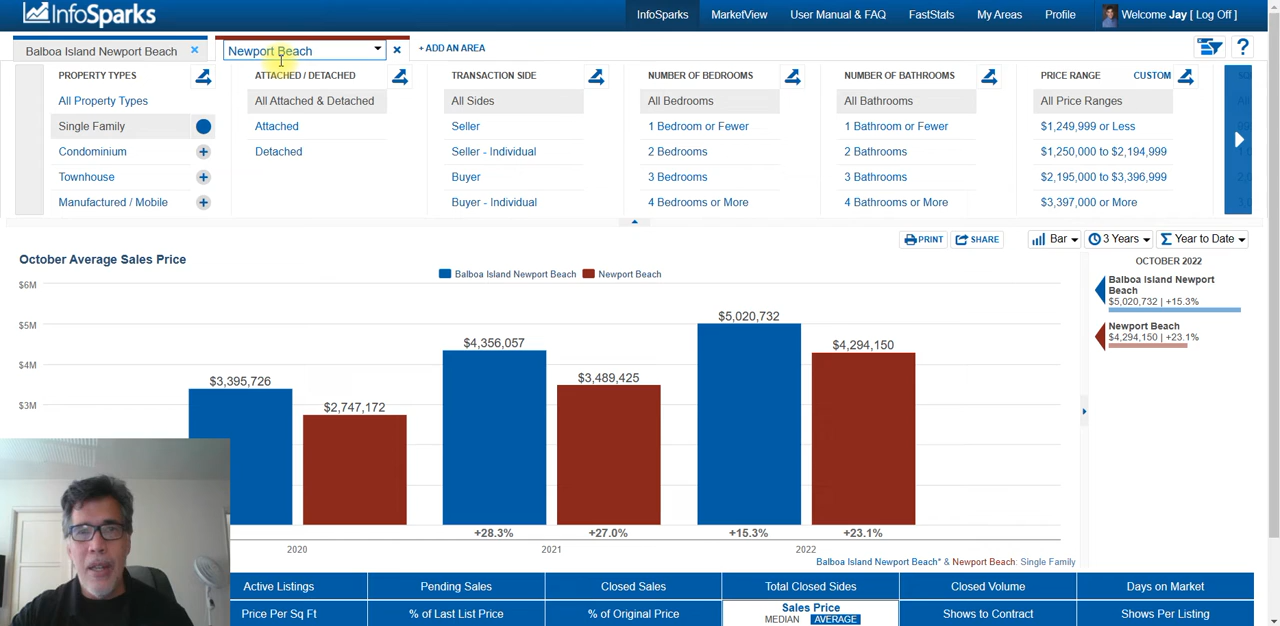 InfoSparks
InfoSparks MarketView User Manual & FAQ FastStats My Areas Profile Welcome Jay [ Log Off ]
Balboa Island Newport Beach × Newport Beach × + ADD AN AREA ?
PROPERTY TYPES
All Property Types
Single Family
Condominium
Townhouse
Manufactured / Mobile
ATTACHED / DETACHED
All Attached & Detached
Attached
Detached
TRANSACTION SIDE
All Sides
Seller
Seller - Individual
Buyer
Buyer - Individual
NUMBER OF BEDROOMS
All Bedrooms
1 Bedroom or Fewer
2 Bedrooms
3 Bedrooms
4 Bedrooms or More
NUMBER OF BATHROOMS
All Bathrooms
1 Bathroom or Fewer
2 Bathrooms
3 Bathrooms
4 Bathrooms or More
PRICE RANGE CUSTOM
All Price Ranges
$1,249,999 or Less
$1,250,000 to $2,194,999
$2,195,000 to $3,396,999
$3,397,000 or More
PRINT SHARE Bar 3 Years Σ Year to Date
October Average Sales Price
Balboa Island Newport Beach Newport Beach
$6M
$5M
$4M
$3M
$3,395,726
$2,747,172
$4,356,057
$3,489,425
$5,020,732
$4,294,150
+28.3% +27.0% +15.3% +23.1%
2020 2021 2022
Balboa Island Newport Beach* & Newport Beach: Single Family
OCTOBER 2022
Balboa Island Newport
Beach
$5,020,732 | +15.3%
Newport Beach
$4,294,150 | +23.1%
Active Listings Pending Sales Closed Sales Total Closed Sides Closed Volume Days on Market
Price Per Sq Ft % of Last List Price % of Original Price Sales Price Shows to Contract Shows Per Listing
MEDIAN AVERAGE